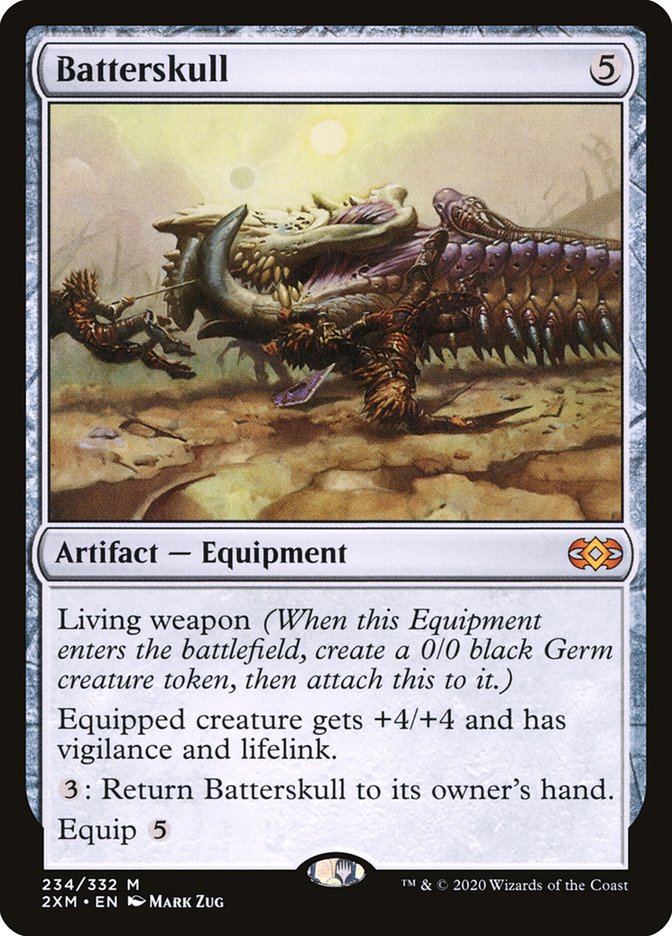 Batterskull 5
Artifact — Equipment
Living weapon (When this Equipment
enters the battlefield, create a 0/0 black Germ
creature token, then attach this to it.)
Equipped creature gets +4/+4 and has
vigilance and lifelink.
3: Return Batterskull to its owner's hand.
Equip 5
234/332 M
2XM • EN Mark Zug
™ & © 2020 Wizards of the Coast